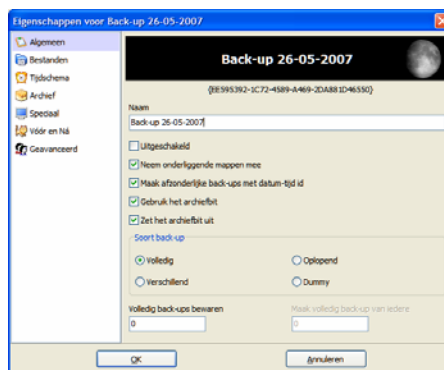 Eigenschappen voor Back-up 26-05-2007
Algemeen
Bestanden
Tijdschema
Archief
Speciaal
Vóór en Ná
Geavanceerd
Back-up 26-05-2007
{EE595392-1C72-4589-A469-2DA881D46550}
Naam
Back-up 26-05-2007
Uitgeschakeld
Neem onderliggende mappen mee
Maak afzonderlijke back-ups met datum-tijd id
Gebruik het archiefbit
Zet het archiefbit uit
Soort back-up
Volledig
Oplopend
Verschillend
Dummy
Volledig back-ups bewaren
Maak volledig back-up van iedere
0
0
OK
Annuleren